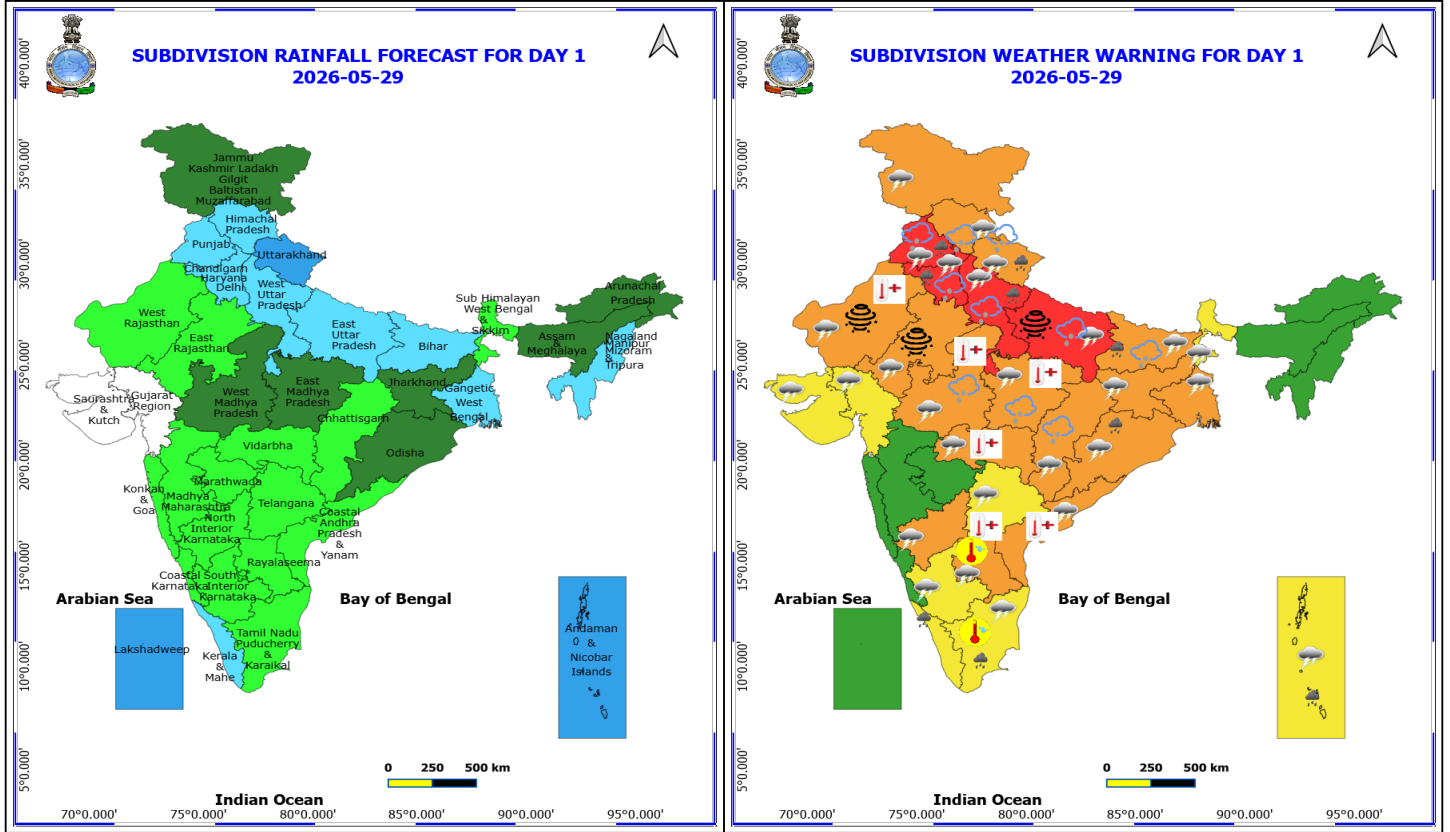 SUBDIVISION RAINFALL FORECAST FOR DAY 1
2026-05-29
40°0.000'
35°0.000'
30°0.000'
25°0.000'
20°0.000'
15°0.000'
10°0.000'
5°0.000'
Jammu
Kashmir Ladakh
Gilgit
Baltistan
Muzaffarabad
Himachal
Pradesh
Punjab
Uttarakhand
Chandigarh
Haryana
Delhi
West
Uttar
Pradesh
West
Rajasthan
East
Rajasthan
East
Uttar
Pradesh
Bihar
Sub Himalayan
West Bengal
&
Sikkim
Arunachal
Pradesh
Assam
&
Meghalaya
Nagaland
Manipur
Mizoram
&
Tripura
Saurashtra
&
Kutch
Gujarat
Region
West
Madhya
Pradesh
East
Madhya
Pradesh
Jharkhand
Gangetic
West
Bengal
Chhattisgarh
Odisha
Vidarbha
Marathwada
Konkan
&
Goa
Madhya
Maharashtra
Telangana
North
Interior
Karnataka
Coastal
Andhra
Pradesh
&
Yanam
Rayalaseema
Coastal
Karnataka
South
Interior
Karnataka
Tamil Nadu
Puducherry
&
Karaikal
Kerala
&
Mahe
Lakshadweep
Andaman
&
Nicobar
Islands
Arabian Sea
Bay of Bengal
0 250 500 km
Indian Ocean
70°0.000' 75°0.000' 80°0.000' 85°0.000' 90°0.000' 95°0.000'
SUBDIVISION WEATHER WARNING FOR DAY 1
2026-05-29
40°0.000'
35°0.000'
30°0.000'
25°0.000'
20°0.000'
15°0.000'
10°0.000'
5°0.000'
Arabian Sea
Bay of Bengal
0 250 500 km
Indian Ocean
70°0.000' 75°0.000' 80°0.000' 85°0.000' 90°0.000' 95°0.000'